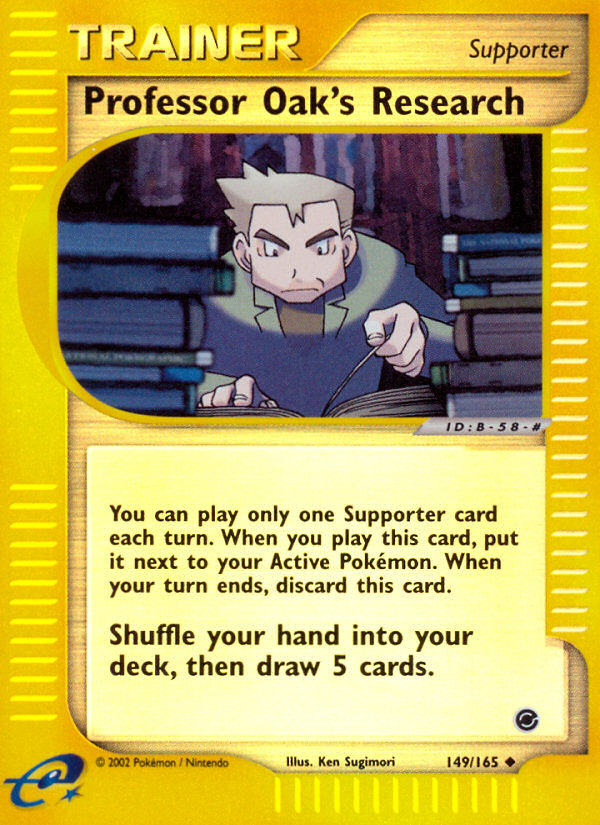 TRAINER
Supporter
Professor Oak's Research
ID:B-58-#
You can play only one Supporter card
each turn. When you play this card, put
it next to your Active Pokémon. When
your turn ends, discard this card.
Shuffle your hand into your
deck, then draw 5 cards.
© 2002 Pokémon / Nintendo
Illus. Ken Sugimori
149/165 ◆